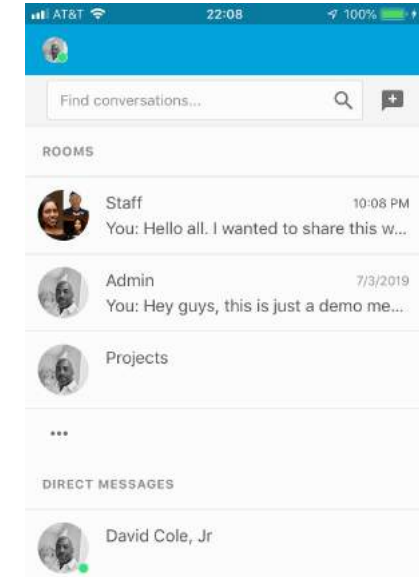 AT&T 22:08 100%
Find conversations...
ROOMS
Staff 10:08 PM
You: Hello all. I wanted to share this w...
Admin 7/3/2019
You: Hey guys, this is just a demo me...
Projects
...
DIRECT MESSAGES
David Cole, Jr